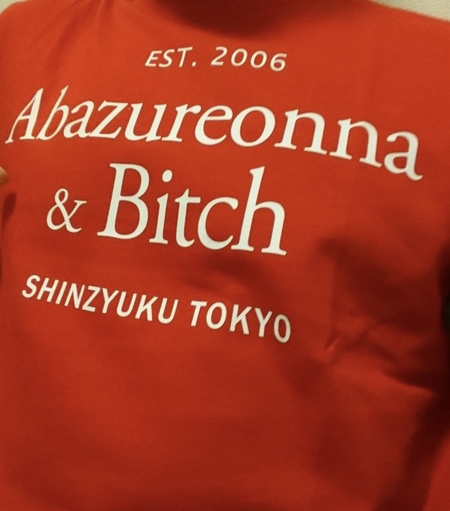 EST. 2006
Abazureonna
& Bitch
SHINZYUKU TOKYO